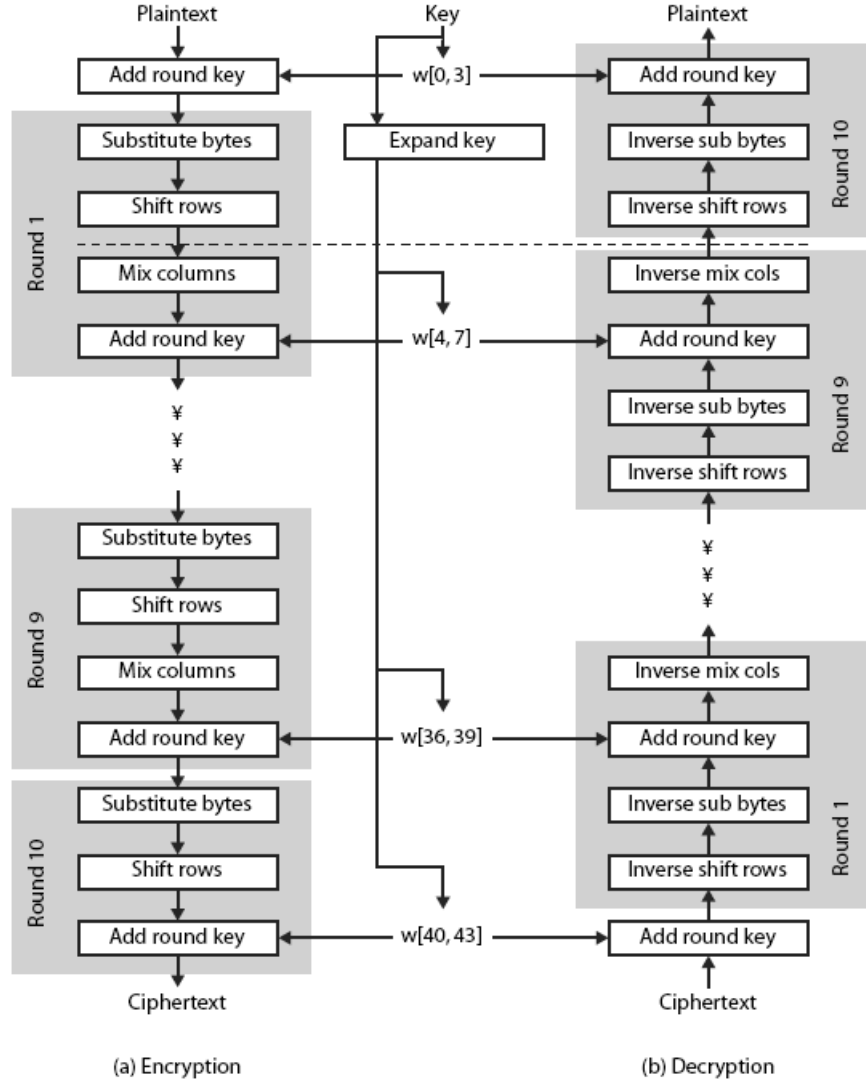 Plaintext
Key
Plaintext
Add round key
w[0, 3]
Add round key
Substitute bytes
Expand key
Inverse sub bytes
Round 10
Shift rows
Inverse shift rows
Round 1
Mix columns
Inverse mix cols
Add round key
w[4, 7]
Add round key
Round 9
¥
¥
¥
Inverse sub bytes
Inverse shift rows
Substitute bytes
¥
¥
¥
Shift rows
Round 9
Mix columns
Inverse mix cols
Add round key
w[36, 39]
Add round key
Substitute bytes
Inverse sub bytes
Round 1
Round 10
Shift rows
Inverse shift rows
Add round key
w[40, 43]
Add round key
Ciphertext
Ciphertext
(a) Encryption
(b) Decryption